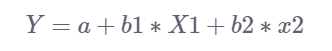 Y = a + b1 * X1 + b2 * x2